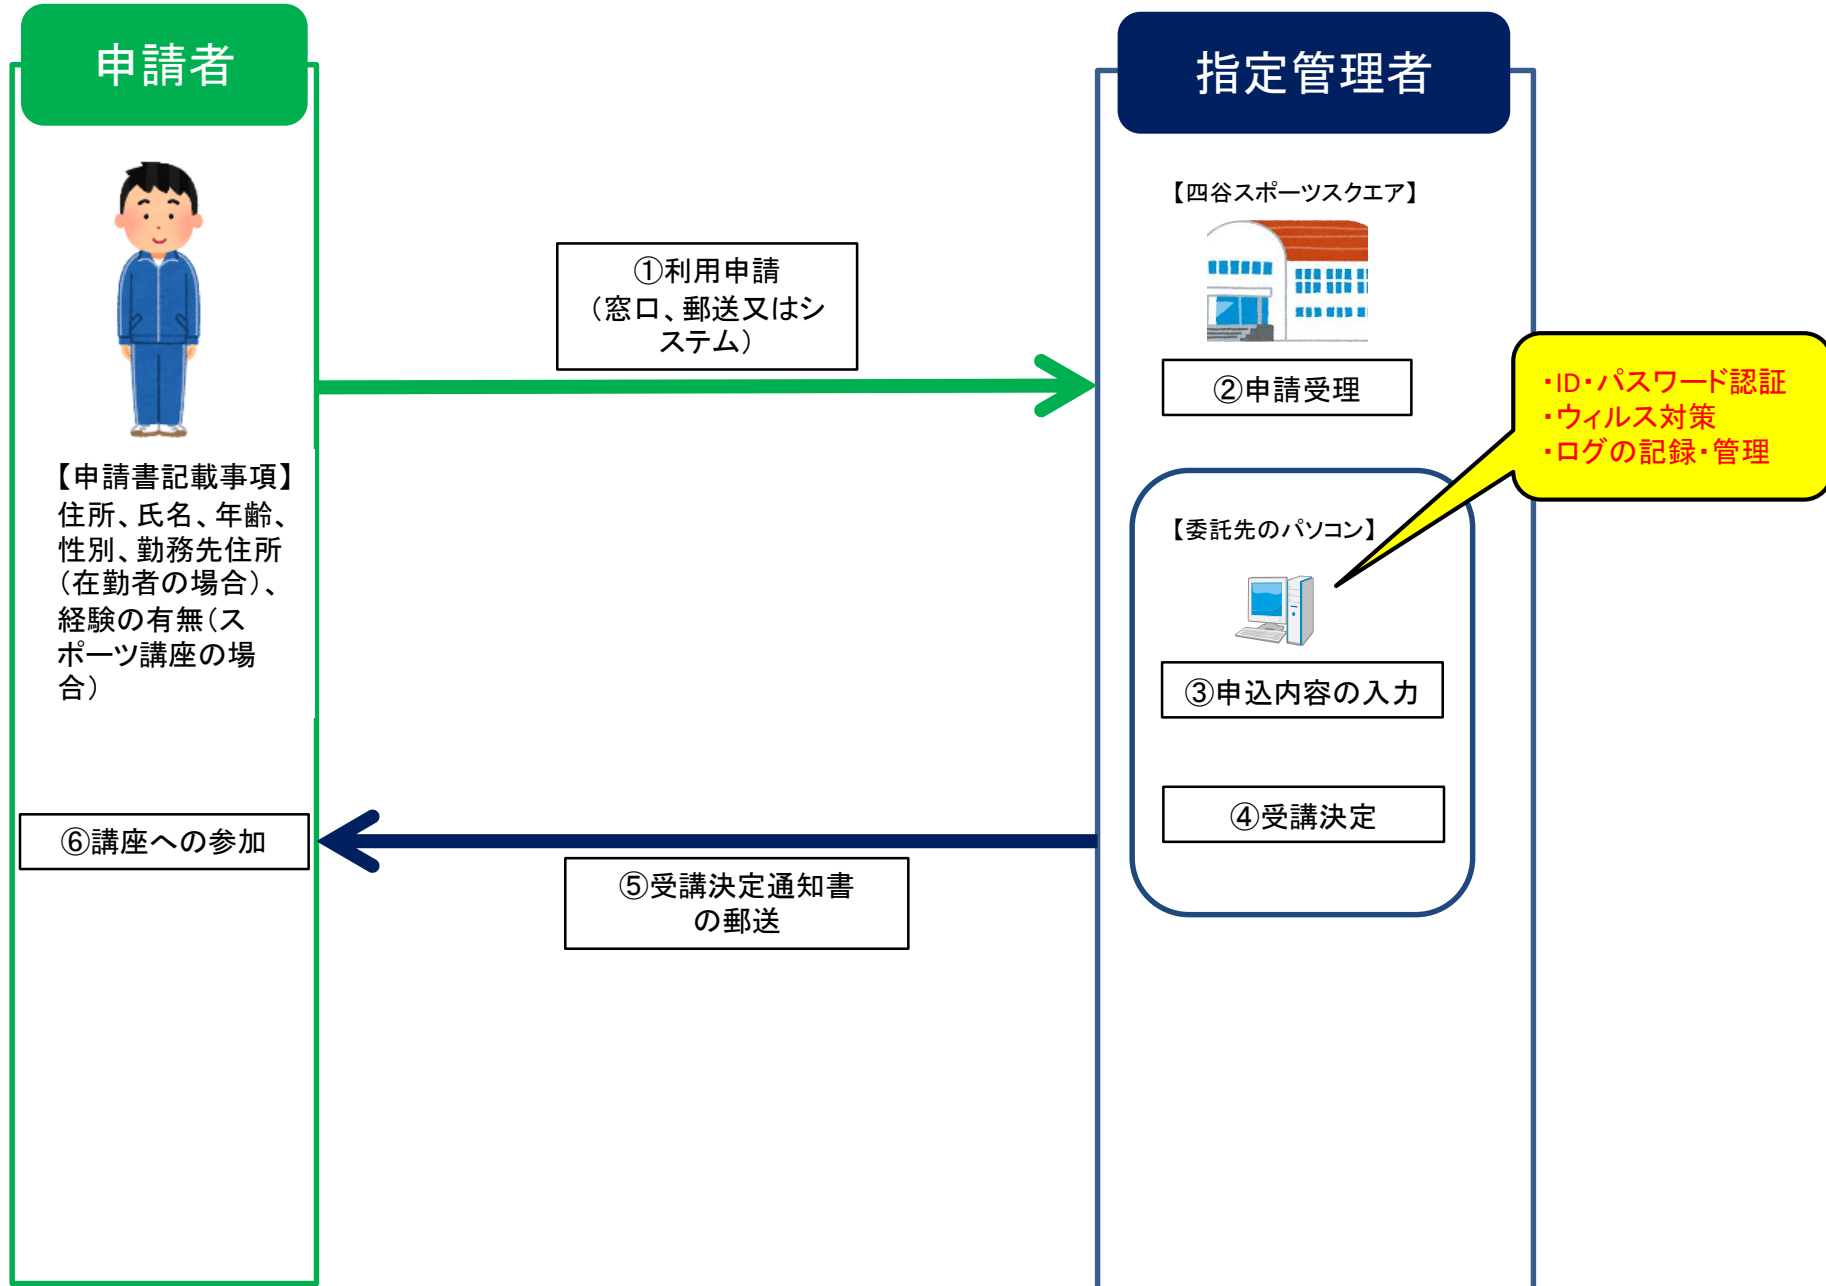 申請者
指定管理者
【四谷スポーツスクエア】
①利用申請
（窓口、郵送又はシ
ステム）
②申請受理
・ID・パスワード認証
・ウィルス対策
・ログの記録・管理
【申請書記載事項】
住所、氏名、年齢、
性別、勤務先住所
（在勤者の場合）、
経験の有無（ス
ポーツ講座の場
合）
【委託先のパソコン】
③申込内容の入力
④受講決定
⑤受講決定通知書
の郵送
⑥講座への参加